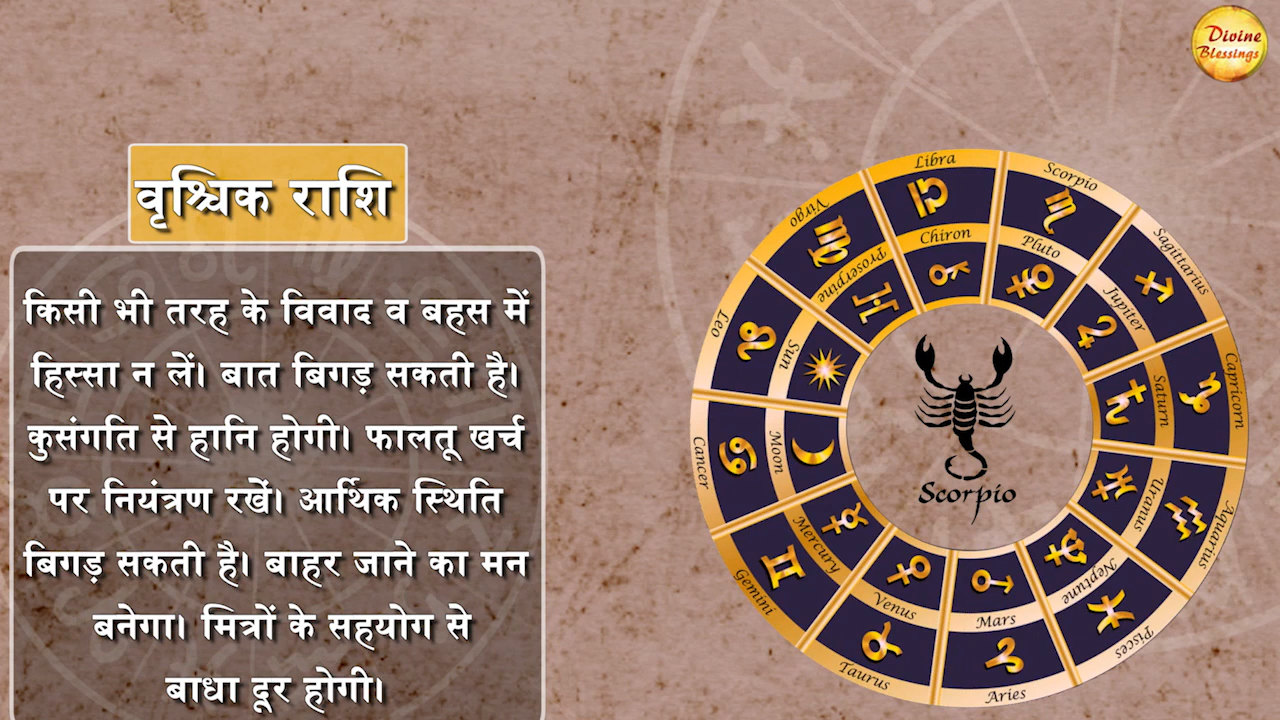 Divine
Blessings
वृश्चिक राशि
किसी भी तरह के विवाद व बहस में
हिस्सा न लें। बात बिगड़ सकती है।
कुसंगति से हानि होगी। फालतू खर्च
पर नियंत्रण रखें। आर्थिक स्थिति
बिगड़ सकती है। बाहर जाने का मन
बनेगा। मित्रों के सहयोग से
बाधा दूर होगी।
Libra
Scorpio
Sagittarius
Capricorn
Aquarius
Pisces
Aries
Taurus
Gemini
Cancer
Leo
Virgo
Chiron
Pluto
Jupiter
Saturn
Uranus
Neptune
Mars
Venus
Mercury
Moon
Sun
Proserpine
Scorpio